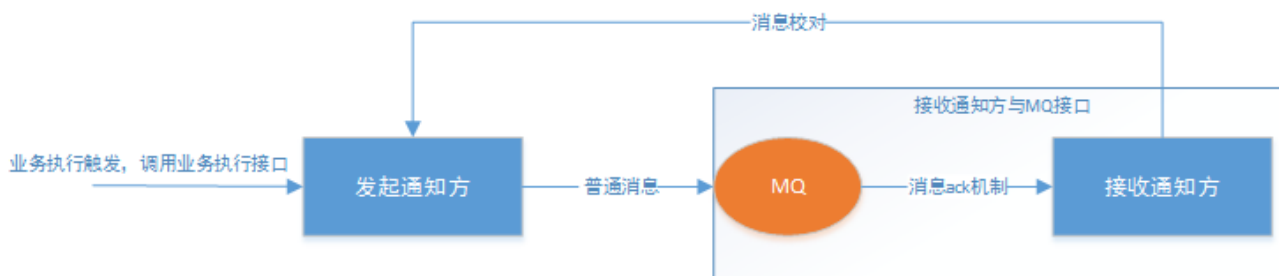 消息校对
接收通知方与MQ接口
业务执行触发，调用业务执行接口
发起通知方
普通消息
MQ
消息ack机制
接收通知方